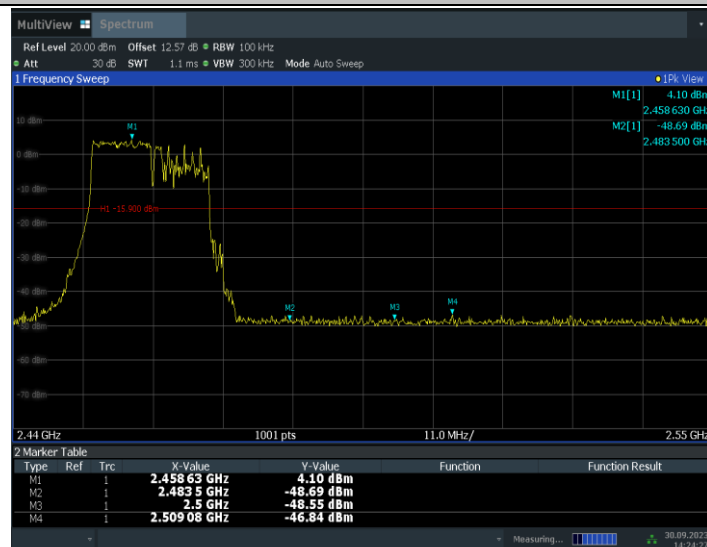 MultiView Spectrum
Ref Level 20.00 dBm Offset 12.57 dB RBW 100 kHz
Att 30 dB SWT 1.1 ms VBW 300 kHz Mode Auto Sweep
1 Frequency Sweep 1Pk View
M1[1] 4.10 dBm
2.458 630 GHz
M2[1] -48.69 dBm
2.483 500 GHz
10 dBm
M1
0 dBm
-10 dBm
H1 -15.900 dBm
-20 dBm
-30 dBm
-40 dBm
M2 M3 M4
-50 dBm
-60 dBm
-70 dBm
2.44 GHz 1001 pts 11.0 MHz/ 2.55 GHz
2 Marker Table
Type Ref Trc X-Value Y-Value Function Function Result
M1 1 2.458 63 GHz 4.10 dBm
M2 1 2.483 5 GHz -48.69 dBm
M3 1 2.5 GHz -48.55 dBm
M4 1 2.509 08 GHz -46.84 dBm
Measuring... 30.09.2023